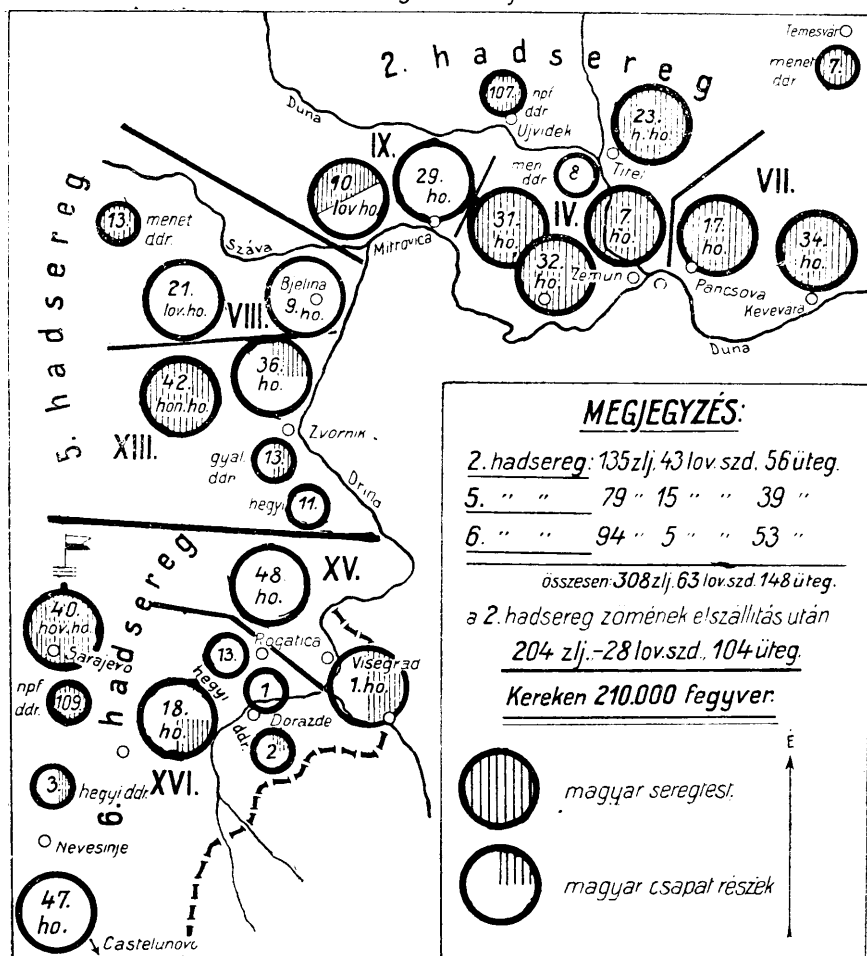 Temesvár
7.
menet
ddr
2. hadsereg
107.
npf
ddr
Ujvidék
Duna
23.
h.ho.
Titel
IX.
10.
lov ho.
29.
ho.
men
ddr
8
IV.
31.
ho.
7.
ho.
VII.
17.
ho.
34.
ho.
32.
ho.
Zemun
Pancsova
Kevevára
Duna
Mitrovica
Száva
13.
menet
ddr.
5. hadsereg
21.
lov.ho.
VIII.
Bjelina
9.
ho.
36.
ho.
42.
hon.ho.
XIII.
Zvornik
gyal.
ddr
13.
hegyi
11.
Drina
6. hadsereg
48.
ho.
XV.
40.
Sarajevo
Rogatica
13.
hegyi
1
ddr.
Dorazde
2
Visegrad
1.ho.
npf
ddr.
109.
18.
ho.
XVI.
3.
hegyi ddr.
Nevesinje
47.
ho.
Castelunovo
MEGJEGYZÉS:
2. hadsereg: 135 zlj. 43 lov. szd. 56 üteg.
5. " " 79 " 15 " " 39 "
6. " " 94 " 5 " " 53 "
összesen: 308 zlj. 63 lov.szd. 148 üteg.
a 2. hadsereg zömének elszállitás után
204 zlj.-28 lov.szd., 104 üteg.
Kereken 210.000 fegyver.
É
magyar seregtest.
magyar csapat részek